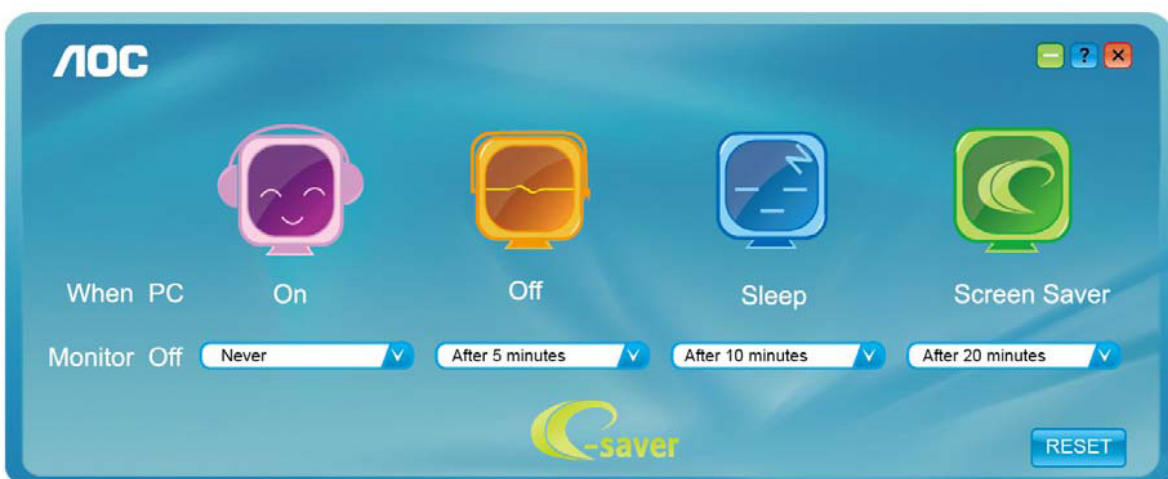 AOC
?
When PC On Off Sleep Screen Saver
Monitor Off Never After 5 minutes After 10 minutes After 20 minutes
e-saver
RESET